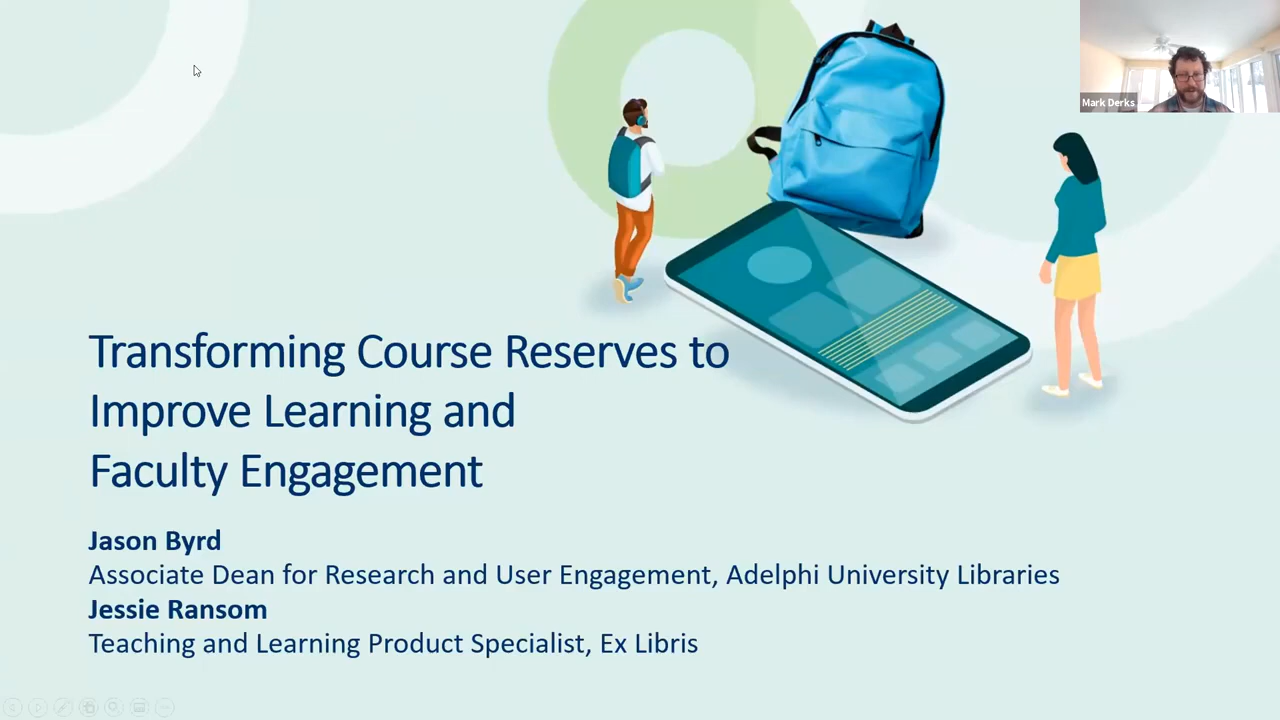 Mark Derks
Transforming Course Reserves to
Improve Learning and
Faculty Engagement
Jason Byrd
Associate Dean for Research and User Engagement, Adelphi University Libraries
Jessie Ransom
Teaching and Learning Product Specialist, Ex Libris